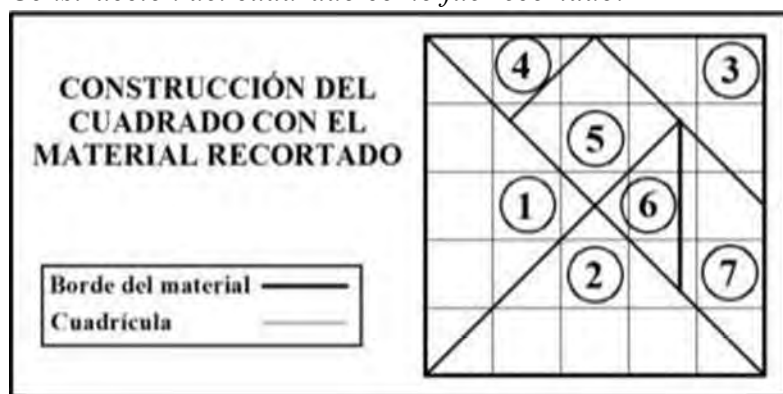 CONSTRUCCIÓN DEL
CUADRADO CON EL
MATERIAL RECORTADO
Borde del material
Cuadrícula
4
3
5
1
6
2
7